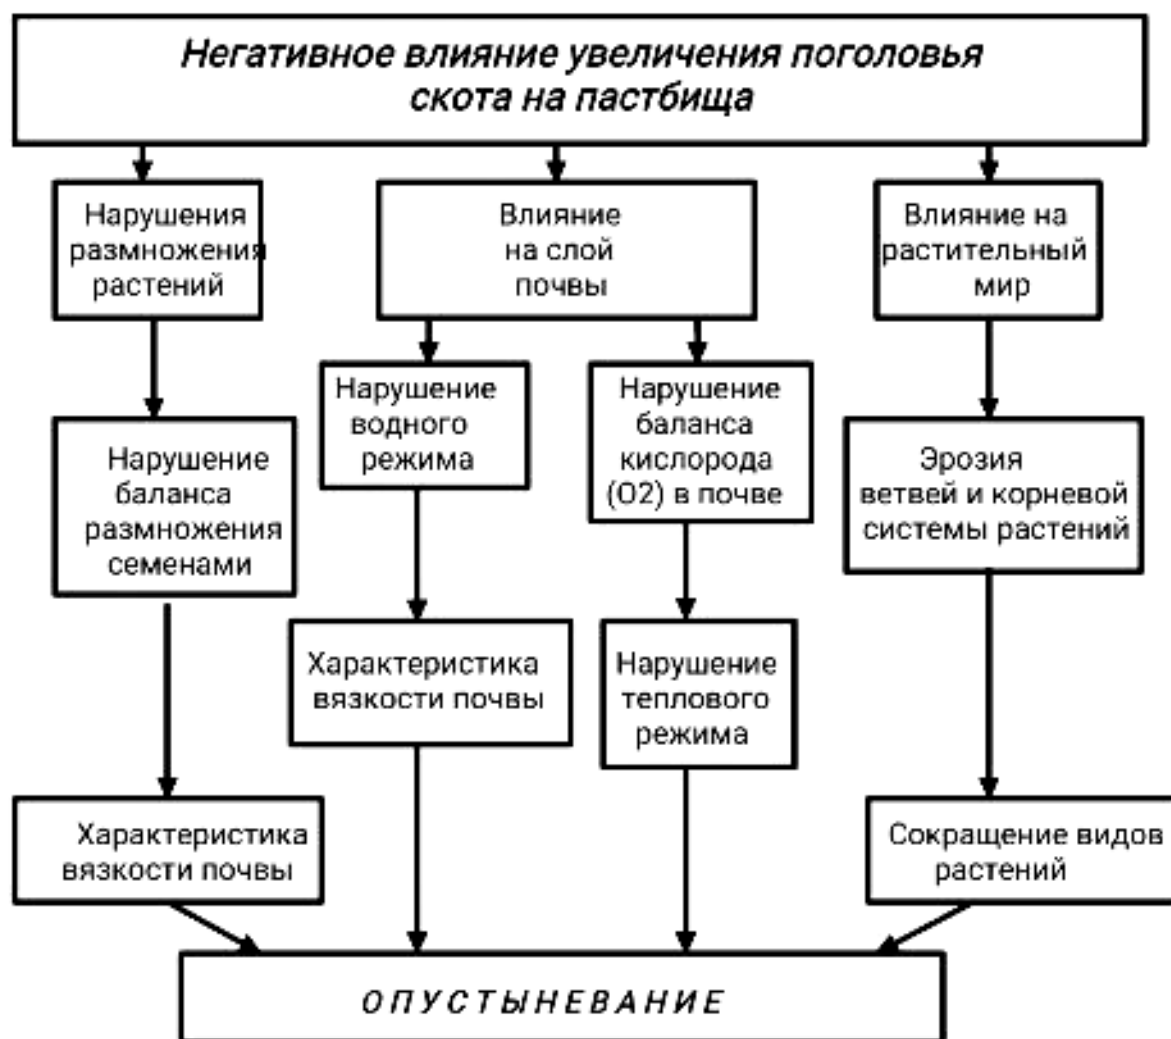 Негативное влияние увеличения поголовья
скота на пастбища
Нарушения
размножения
растений
Влияние
на слой
почвы
Влияние на
растительный
мир
Нарушение
водного
режима
Нарушение
баланса
кислорода
(О2) в почве
Нарушение
баланса
размножения
семенами
Эрозия
ветвей и корневой
системы растений
Характеристика
вязкости почвы
Нарушение
теплового
режима
Характеристика
вязкости почвы
Сокращение видов
растений
ОПУСТЫНЕВАНИЕ